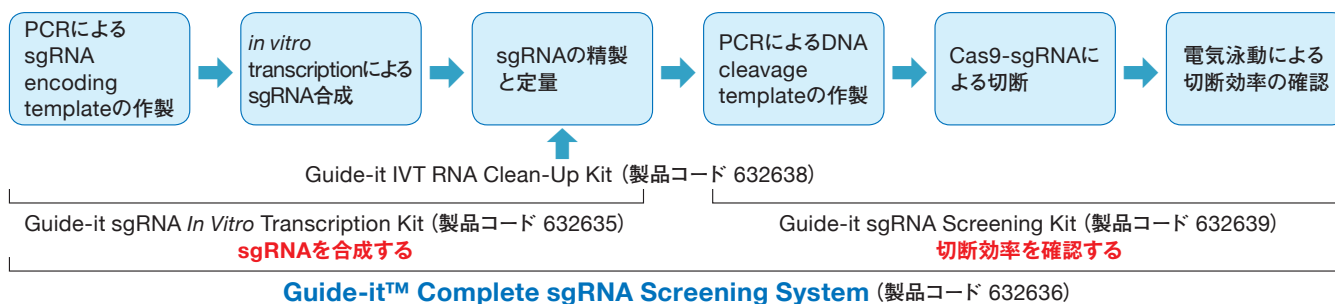 PCRによる
sgRNA
encoding
templateの作製
in vitro
transcriptionによる
sgRNA合成
sgRNAの精製
と定量
PCRによるDNA
cleavage
templateの作製
Cas9-sgRNAに
よる切断
電気泳動による
切断効率の確認
Guide-it IVT RNA Clean-Up Kit（製品コード 632638）
Guide-it sgRNA In Vitro Transcription Kit（製品コード 632635）
sgRNAを合成する
Guide-it sgRNA Screening Kit（製品コード 632639）
切断効率を確認する
Guide-it™ Complete sgRNA Screening System（製品コード 632636）